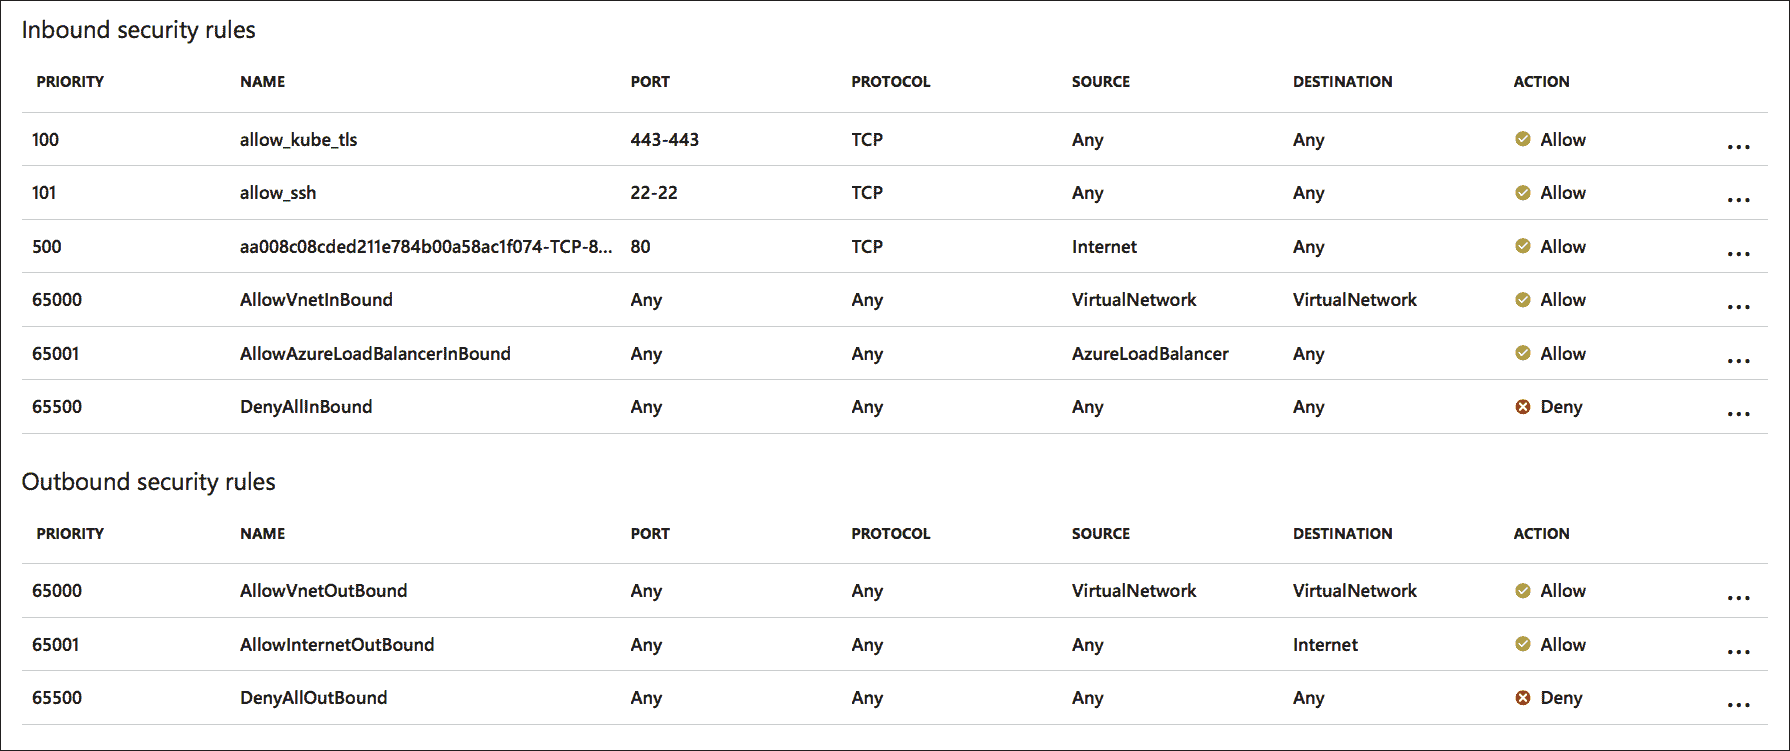 Inbound security rules
PRIORITY NAME PORT PROTOCOL SOURCE DESTINATION ACTION
100 allow_kube_tls 443-443 TCP Any Any Allow ...
101 allow_ssh 22-22 TCP Any Any Allow ...
500 aa008c08cded211e784b00a58ac1f074-TCP-8... 80 TCP Internet Any Allow ...
65000 AllowVnetInBound Any Any VirtualNetwork VirtualNetwork Allow ...
65001 AllowAzureLoadBalancerInBound Any Any AzureLoadBalancer Any Allow ...
65500 DenyAllInBound Any Any Any Any Deny ...
Outbound security rules
PRIORITY NAME PORT PROTOCOL SOURCE DESTINATION ACTION
65000 AllowVnetOutBound Any Any VirtualNetwork VirtualNetwork Allow ...
65001 AllowInternetOutBound Any Any Any Internet Allow ...
65500 DenyAllOutBound Any Any Any Any Deny ...